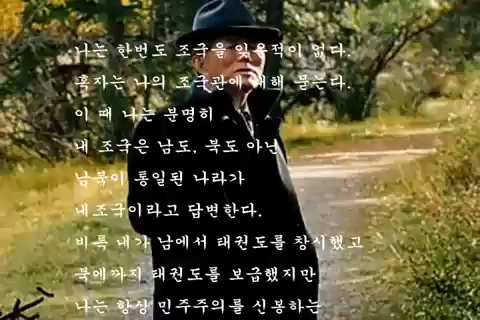 나는 한번도 조국을 잊은적이 없다.
혹자는 나의 조국관에 대해 묻는다.
이 때 나는 분명히
내 조국은 남도, 북도 아닌
남북이 통일된 나라가
내조국이라고 답변한다.
비록 내가 남에서 태권도를 창시했고
북에까지 태권도를 보급했지만
나는 항상 민주주의를 신봉하는